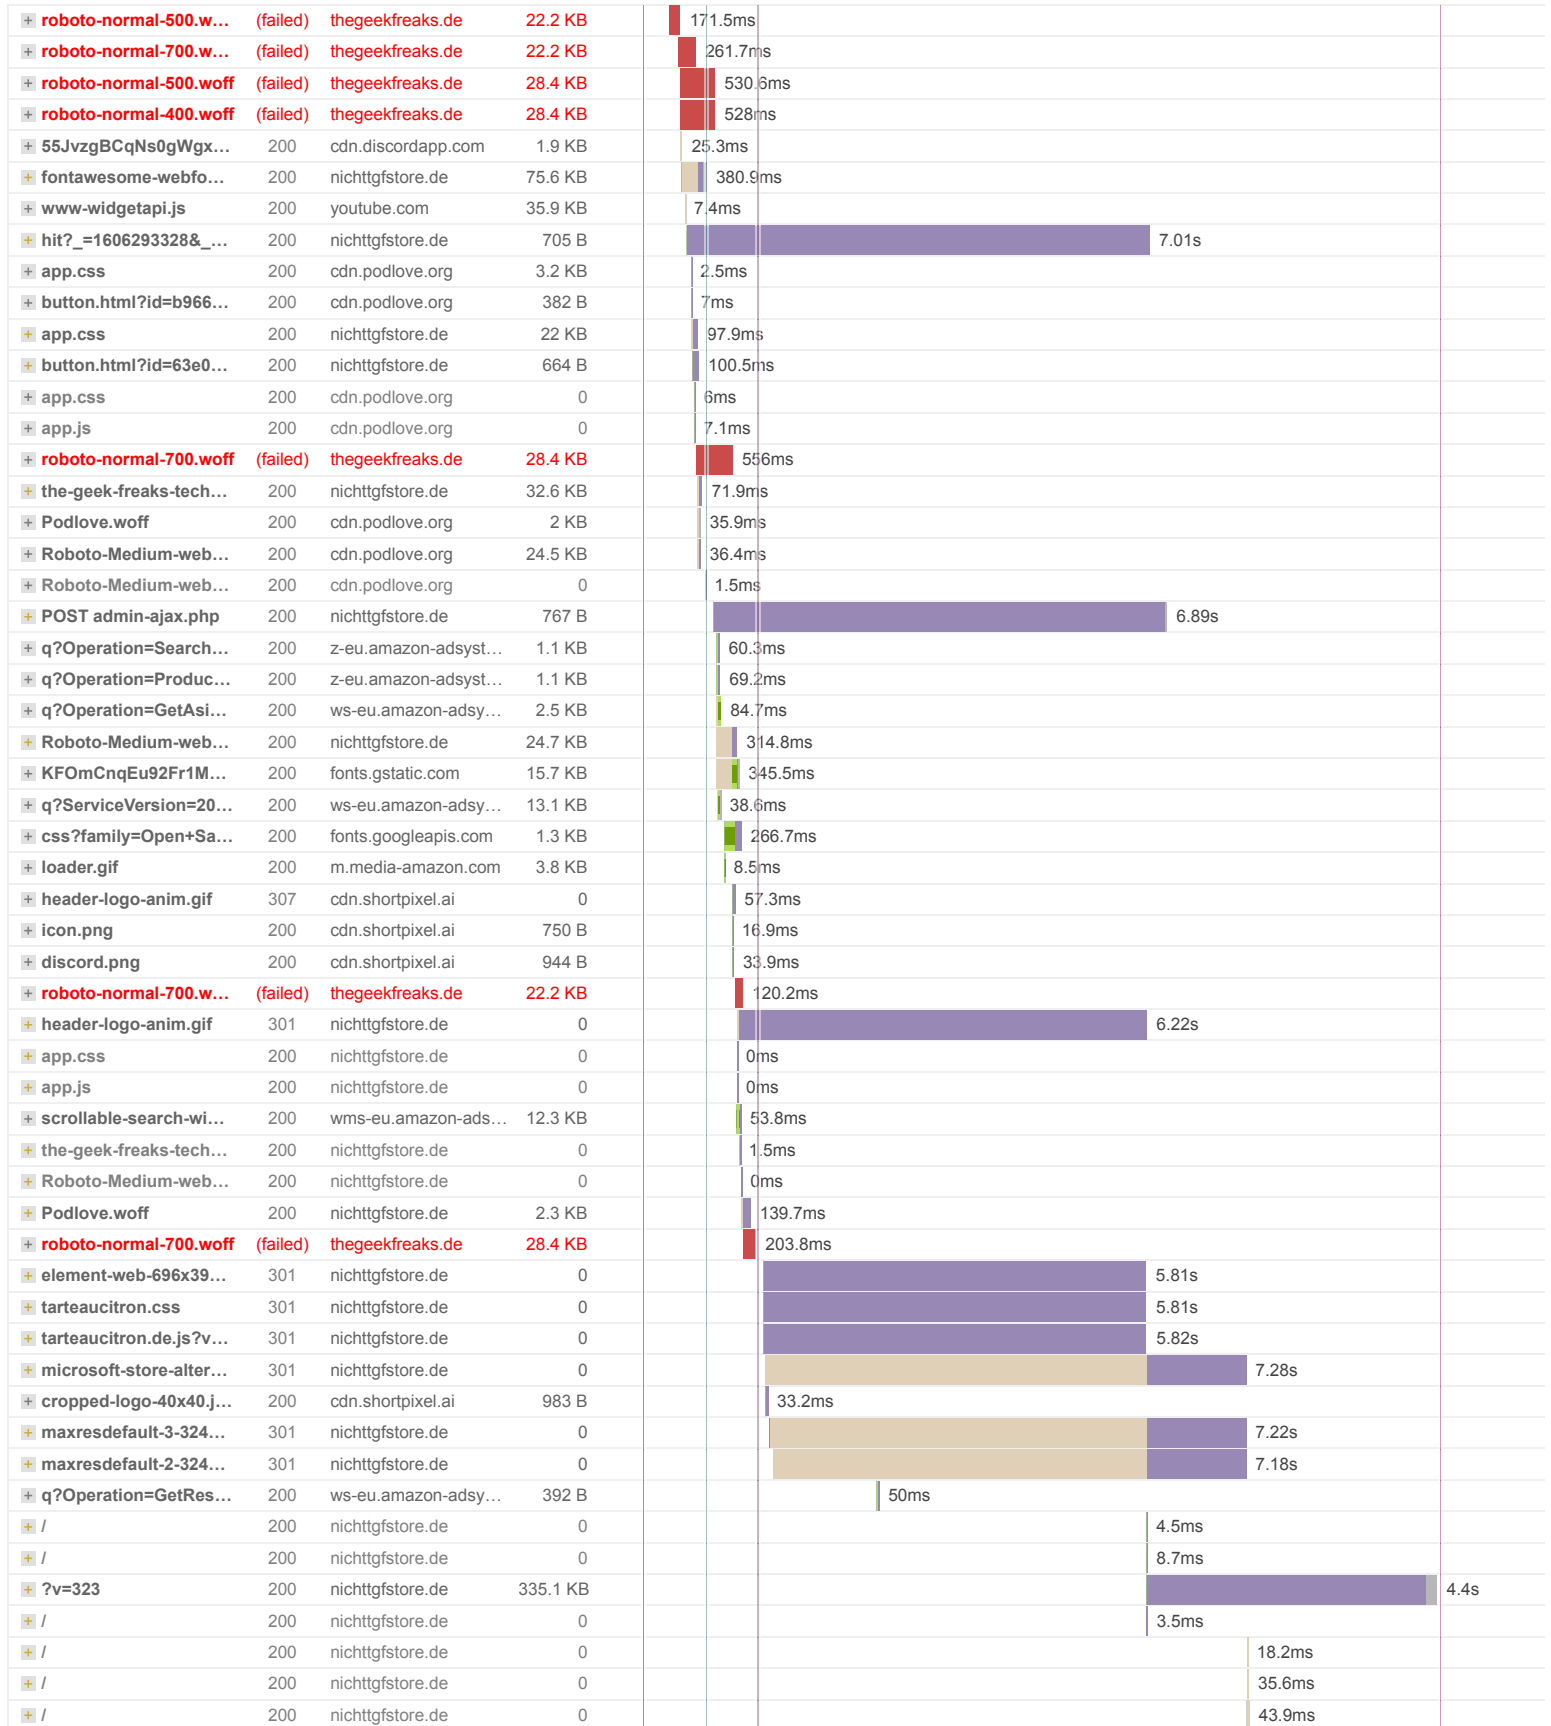 + roboto-normal-500.w… (failed) thegeekfreaks.de 22.2 KB 171.5ms
+ roboto-normal-700.w… (failed) thegeekfreaks.de 22.2 KB 261.7ms
+ roboto-normal-500.woff (failed) thegeekfreaks.de 28.4 KB 530.6ms
+ roboto-normal-400.woff (failed) thegeekfreaks.de 28.4 KB 528ms
+ 55JvzgBCqNs0gWgx… 200 cdn.discordapp.com 1.9 KB 25.3ms
+ fontawesome-webfo… 200 nichttgfstore.de 75.6 KB 380.9ms
+ www-widgetapi.js 200 youtube.com 35.9 KB 7.4ms
+ hit?_=1606293328&_… 200 nichttgfstore.de 705 B 7.01s
+ app.css 200 cdn.podlove.org 3.2 KB 2.5ms
+ button.html?id=b966… 200 cdn.podlove.org 382 B 7ms
+ app.css 200 nichttgfstore.de 22 KB 97.9ms
+ button.html?id=63e0… 200 nichttgfstore.de 664 B 100.5ms
+ app.css 200 cdn.podlove.org 0 6ms
+ app.js 200 cdn.podlove.org 0 7.1ms
+ roboto-normal-700.woff (failed) thegeekfreaks.de 28.4 KB 556ms
+ the-geek-freaks-tech… 200 nichttgfstore.de 32.6 KB 71.9ms
+ Podlove.woff 200 cdn.podlove.org 2 KB 35.9ms
+ Roboto-Medium-web… 200 cdn.podlove.org 24.5 KB 36.4ms
+ Roboto-Medium-web… 200 cdn.podlove.org 0 1.5ms
+ POST admin-ajax.php 200 nichttgfstore.de 767 B 6.89s
+ q?Operation=Search… 200 z-eu.amazon-adsyst… 1.1 KB 60.3ms
+ q?Operation=Produc… 200 z-eu.amazon-adsyst… 1.1 KB 69.2ms
+ q?Operation=GetAsi… 200 ws-eu.amazon-adsy… 2.5 KB 84.7ms
+ Roboto-Medium-web… 200 nichttgfstore.de 24.7 KB 314.8ms
+ KFOmCnqEu92Fr1M… 200 fonts.gstatic.com 15.7 KB 345.5ms
+ q?ServiceVersion=20… 200 ws-eu.amazon-adsy… 13.1 KB 38.6ms
+ css?family=Open+Sa… 200 fonts.googleapis.com 1.3 KB 266.7ms
+ loader.gif 200 m.media-amazon.com 3.8 KB 8.5ms
+ header-logo-anim.gif 307 cdn.shortpixel.ai 0 57.3ms
+ icon.png 200 cdn.shortpixel.ai 750 B 16.9ms
+ discord.png 200 cdn.shortpixel.ai 944 B 33.9ms
+ roboto-normal-700.w… (failed) thegeekfreaks.de 22.2 KB 120.2ms
+ header-logo-anim.gif 301 nichttgfstore.de 0 6.22s
+ app.css 200 nichttgfstore.de 0 0ms
+ app.js 200 nichttgfstore.de 0 0ms
+ scrollable-search-wi… 200 wms-eu.amazon-ads… 12.3 KB 53.8ms
+ the-geek-freaks-tech… 200 nichttgfstore.de 0 1.5ms
+ Roboto-Medium-web… 200 nichttgfstore.de 0 0ms
+ Podlove.woff 200 nichttgfstore.de 2.3 KB 139.7ms
+ roboto-normal-700.woff (failed) thegeekfreaks.de 28.4 KB 203.8ms
+ element-web-696x39… 301 nichttgfstore.de 0 5.81s
+ tarteaucitron.css 301 nichttgfstore.de 0 5.81s
+ tarteaucitron.de.js?v… 301 nichttgfstore.de 0 5.82s
+ microsoft-store-alter… 301 nichttgfstore.de 0 7.28s
+ cropped-logo-40x40.j… 200 cdn.shortpixel.ai 983 B 33.2ms
+ maxresdefault-3-324… 301 nichttgfstore.de 0 7.22s
+ maxresdefault-2-324… 301 nichttgfstore.de 0 7.18s
+ q?Operation=GetRes… 200 ws-eu.amazon-adsy… 392 B 50ms
+ / 200 nichttgfstore.de 0 4.5ms
+ / 200 nichttgfstore.de 0 8.7ms
+ ?v=323 200 nichttgfstore.de 335.1 KB 4.4s
+ / 200 nichttgfstore.de 0 3.5ms
+ / 200 nichttgfstore.de 0 18.2ms
+ / 200 nichttgfstore.de 0 35.6ms
+ / 200 nichttgfstore.de 0 43.9ms